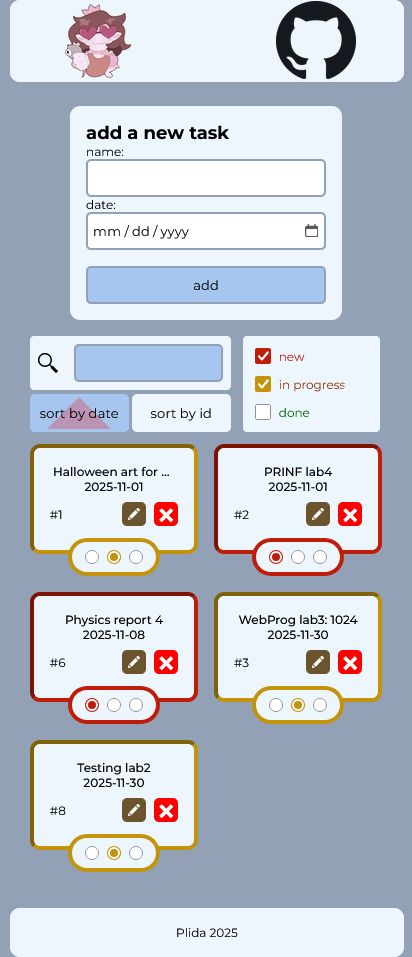 add a new task
name:
date:
mm / dd / yyyy
add
new
in progress
sort by date
sort by id
done
Halloween art for ...
2025-11-01
#1
PRINF lab4
2025-11-01
#2
Physics report 4
2025-11-08
#6
WebProg lab3: 1024
2025-11-30
#3
Testing lab2
2025-11-30
#8
Plida 2025